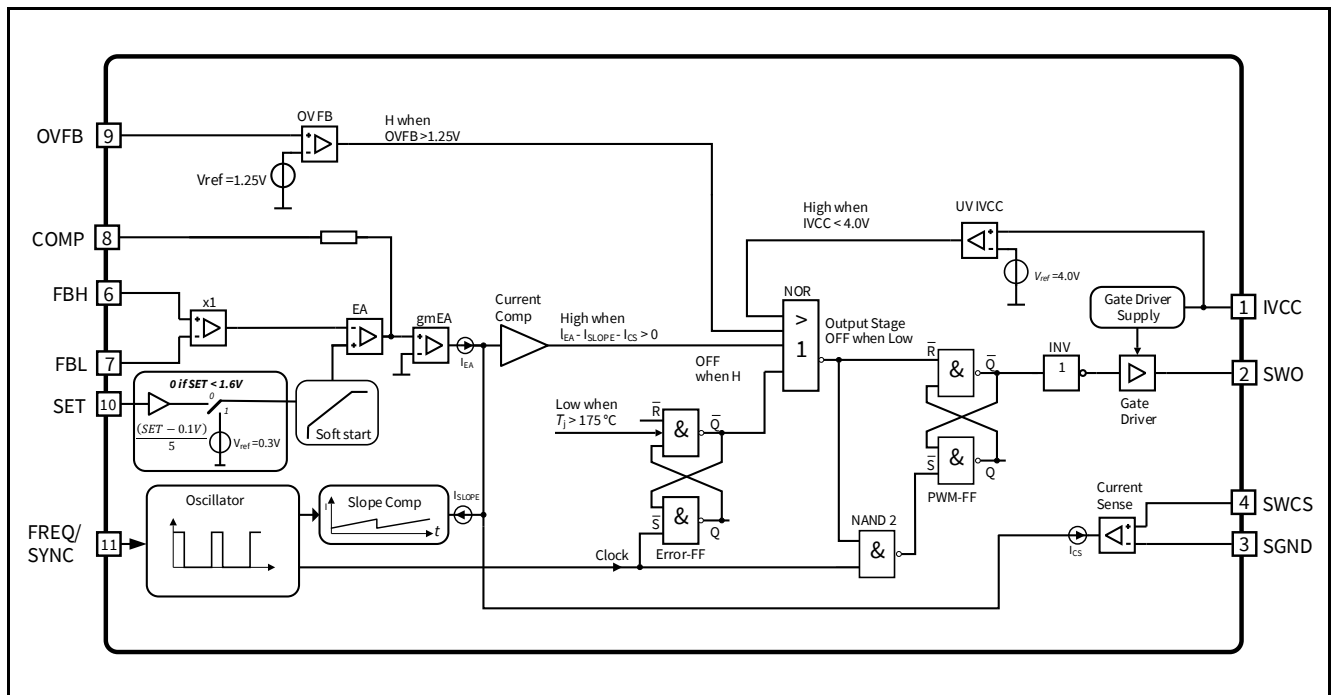 OVFB
9
OV FB
+
-
H when
OVFB >1.25V
Vref =1.25V
COMP
8
High when
IVCC < 4.0V
UV IVCC
+
-
Vref =4.0V
FBH
6
x1
+
-
FBL
7
EA
-
+
gmEA
+
-
IEA
Current
Comp
High when
IEA - ISLOPE - ICS > 0
NOR
>
1
Output Stage
OFF when Low
OFF
when H
Gate Driver
Supply
1
IVCC
R
&
Q
INV
1
Gate
Driver
2
SWO
SET
10
0 if SET < 1.6V
0
1
(SET − 0.1V)
5
Vref =0.3V
Soft start
Low when
Tj > 175 °C
R
&
Q
S
&
Q
PWM-FF
FREQ/
SYNC
11
Oscillator
Slope Comp
I
t
ISLOPE
S
&
Q
Error-FF
Clock
NAND 2
&
Current
Sense
+
-
ICS
4
SWCS
3
SGND